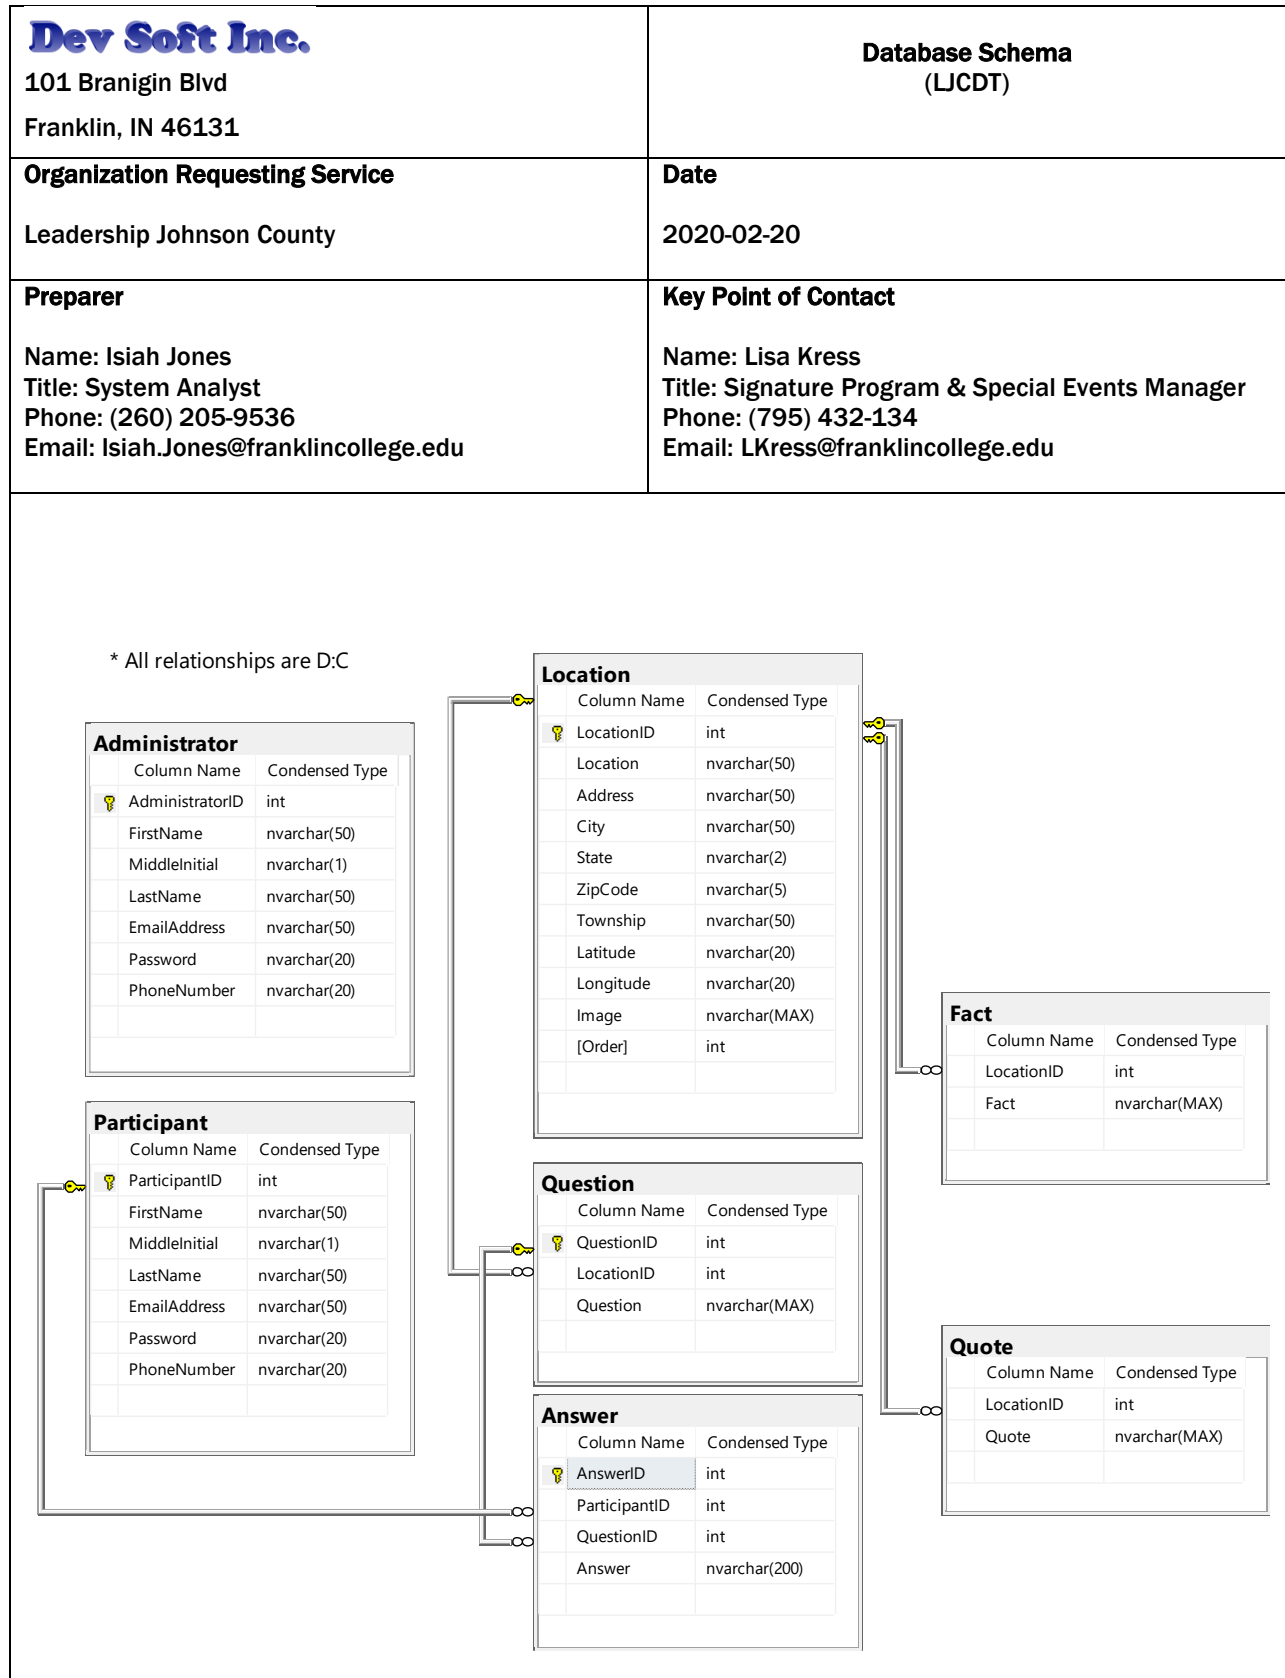 Dev Soft Inc.
101 Branigin Blvd
Franklin, IN 46131
Database Schema
(LJCDT)
Organization Requesting Service
Leadership Johnson County
Date
2020-02-20
Preparer
Name: Isiah Jones
Title: System Analyst
Phone: (260) 205-9536
Email: Isiah.Jones@franklincollege.edu
Key Point of Contact
Name: Lisa Kress
Title: Signature Program & Special Events Manager
Phone: (795) 432-134
Email: LKress@franklincollege.edu
* All relationships are D:C
Administrator
Column Name Condensed Type
AdministratorID int
FirstName nvarchar(50)
MiddleInitial nvarchar(1)
LastName nvarchar(50)
EmailAddress nvarchar(50)
Password nvarchar(20)
PhoneNumber nvarchar(20)
Participant
Column Name Condensed Type
ParticipantID int
FirstName nvarchar(50)
MiddleInitial nvarchar(1)
LastName nvarchar(50)
EmailAddress nvarchar(50)
Password nvarchar(20)
PhoneNumber nvarchar(20)
Location
Column Name Condensed Type
LocationID int
Location nvarchar(50)
Address nvarchar(50)
City nvarchar(50)
State nvarchar(2)
ZipCode nvarchar(5)
Township nvarchar(50)
Latitude nvarchar(20)
Longitude nvarchar(20)
Image nvarchar(MAX)
[Order] int
Question
Column Name Condensed Type
QuestionID int
LocationID int
Question nvarchar(MAX)
Answer
Column Name Condensed Type
AnswerID int
ParticipantID int
QuestionID int
Answer nvarchar(200)
Fact
Column Name Condensed Type
LocationID int
Fact nvarchar(MAX)
Quote
Column Name Condensed Type
LocationID int
Quote nvarchar(MAX)